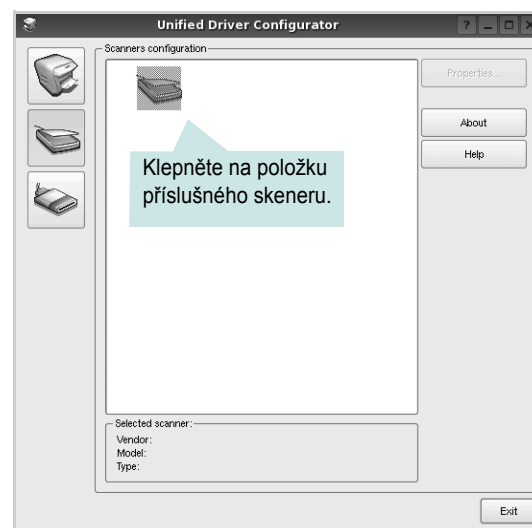 Unified Driver Configurator
Scanners configuration
Properties...
About
Help
Klepněte na položku
příslušného skeneru.
Selected scanner:
Vendor:
Model:
Type:
Exit